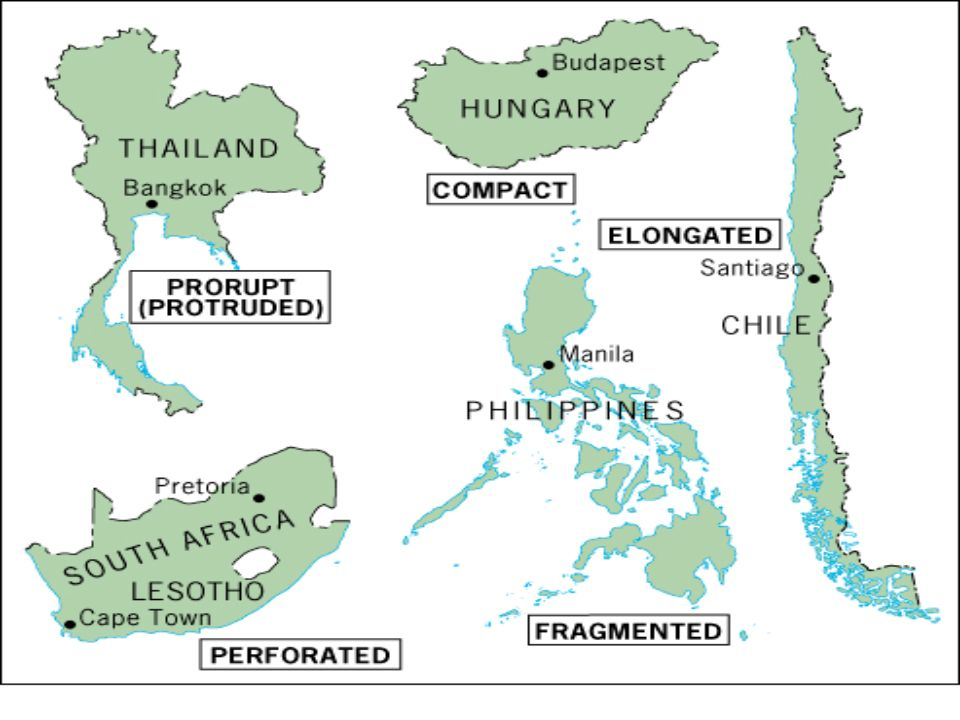 THAILAND
Bangkok
PRORUPT
(PROTRUDED)
Budapest
HUNGARY
COMPACT
ELONGATED
Santiago
CHILE
Manila
PHILIPPINES
FRAGMENTED
Pretoria
SOUTH AFRICA
LESOTHO
Cape Town
PERFORATED